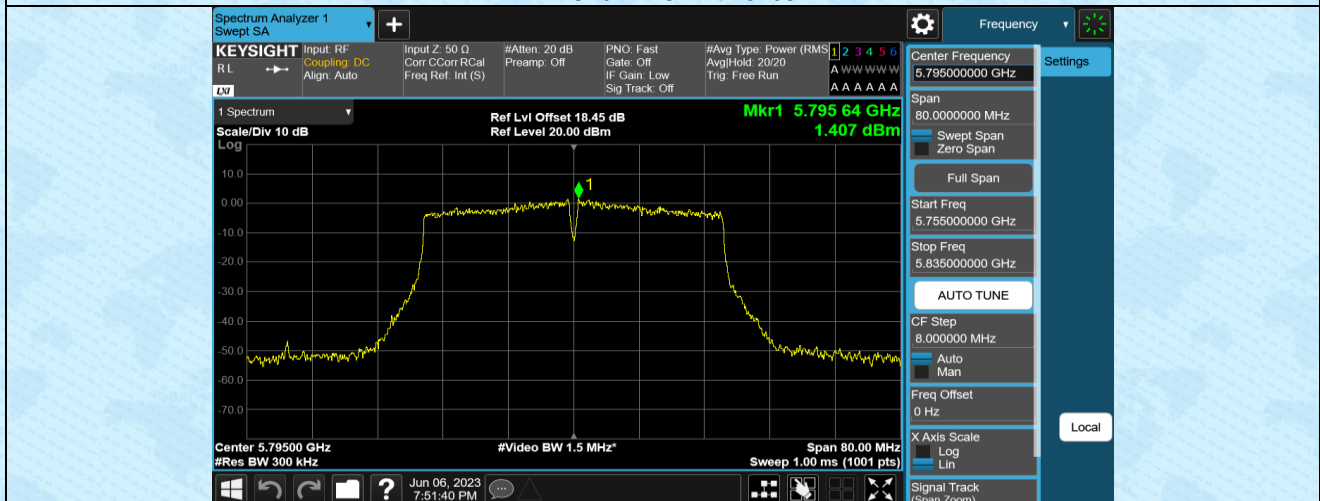 Spectrum Analyzer 1
Swept SA
Frequency
KEYSIGHT
RL
LXI
Input: RF
Coupling: DC
Align: Auto
Input Z: 50 Ω
Corr CCorr RCal
Freq Ref: Int (S)
#Atten: 20 dB
Preamp: Off
PNO: Fast
Gate: Off
IF Gain: Low
Sig Track: Off
#Avg Type: Power (RMS
Avg|Hold: 20/20
Trig: Free Run
1 2 3 4 5 6
A W W W W W
A A A A A A
1 Spectrum
Scale/Div 10 dB
Log
Ref Lvl Offset 18.45 dB
Ref Level 20.00 dBm
Mkr1 5.795 64 GHz
1.407 dBm
1
10.0
0.00
-10.0
-20.0
-30.0
-40.0
-50.0
-60.0
-70.0
Center 5.79500 GHz
#Res BW 300 kHz
#Video BW 1.5 MHz*
Span 80.00 MHz
Sweep 1.00 ms (1001 pts)
Jun 06, 2023
7:51:40 PM
Center Frequency
5.795000000 GHz
Settings
Span
80.0000000 MHz
Swept Span
Zero Span
Full Span
Start Freq
5.755000000 GHz
Stop Freq
5.835000000 GHz
AUTO TUNE
CF Step
8.000000 MHz
Auto
Man
Freq Offset
0 Hz
X Axis Scale
Log
Lin
Local
Signal Track
(Span Zoom)